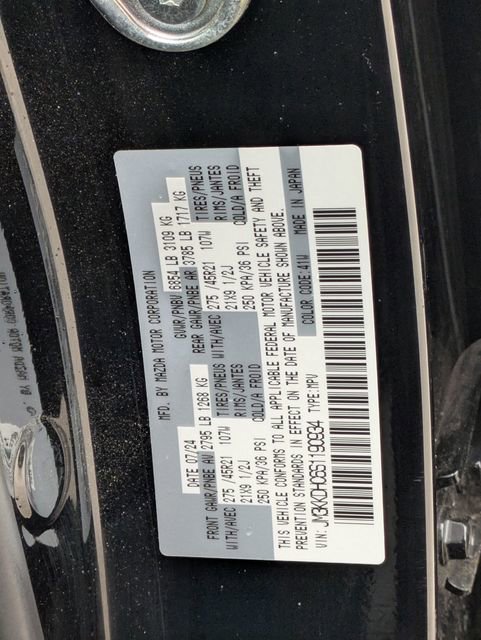 MFD. BY MAZDA MOTOR CORPORATION
DATE 07/24 GVWR/PNBV 6854 LB 3109 KG
FRONT GAWR/PNBE AV 2795 LB 1268 KG REAR GAWR/PNBE AR 3785 LB 1717 KG
TIRES/PNEUS TIRES/PNEUS
WITH/AVEC 275 /45R21 107W RIMS/JANTES WITH/AVEC 275 /45R21 107W RIMS/JANTES
21X9 1/2J 21X9 1/2J
250 KPA/36 PSI COLD/A FROID 250 KPA/36 PSI COLD/A FROID
THIS VEHICLE CONFORMS TO ALL APPLICABLE FEDERAL MOTOR VEHICLE SAFETY AND THEFT
PREVENTION STANDARDS IN EFFECT ON THE DATE OF MANUFACTURE SHOWN ABOVE.
COLOR CODE:41W MADE IN JAPAN
VIN: JM3KKDHC6S1190934 TYPE:MPV